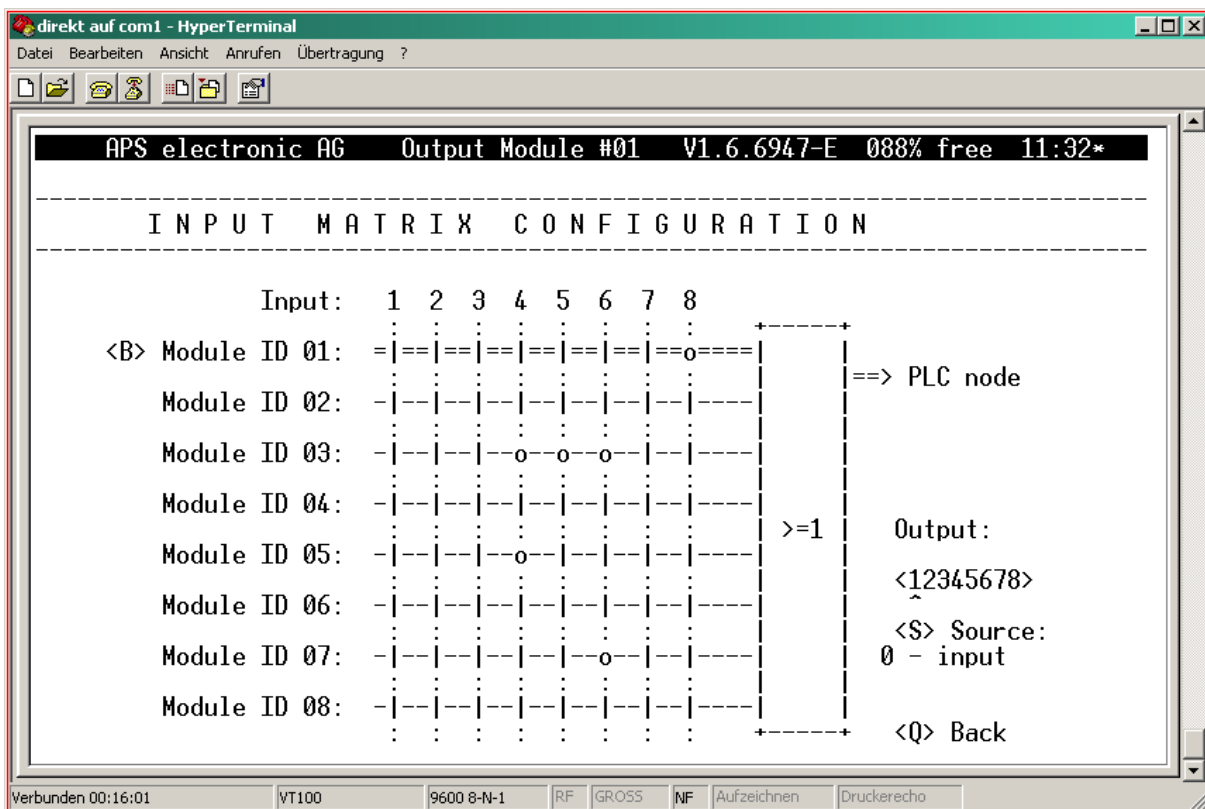 direkt auf com1 - HyperTerminal
Datei Bearbeiten Ansicht Anrufen Übertragung ?
APS electronic AG Output Module #01 V1.6.6947-E 088% free 11:32*
INPUT MATRIX CONFIGURATION
Input: 1 2 3 4 5 6 7 8
<B> Module ID 01: =|==|==|==|==|==|==|==o====|
==> PLC node
Module ID 02: -|--|--|--|--|--|--|--|----|
Module ID 03: -|--|--|--o--o--o--|--|----|
Module ID 04: -|--|--|--|--|--|--|--|----|
>=1 Output:
Module ID 05: -|--|--|--o--|--|--|--|----|
<12345678>
^
Module ID 06: -|--|--|--|--|--|--|--|----|
<S> Source:
Module ID 07: -|--|--|--|--|--o--|--|----| 0 - input
Module ID 08: -|--|--|--|--|--|--|--|----|
<Q> Back
Verbunden 00:16:01 VT100 9600 8-N-1 RF GROSS NF Aufzeichnen Druckerecho